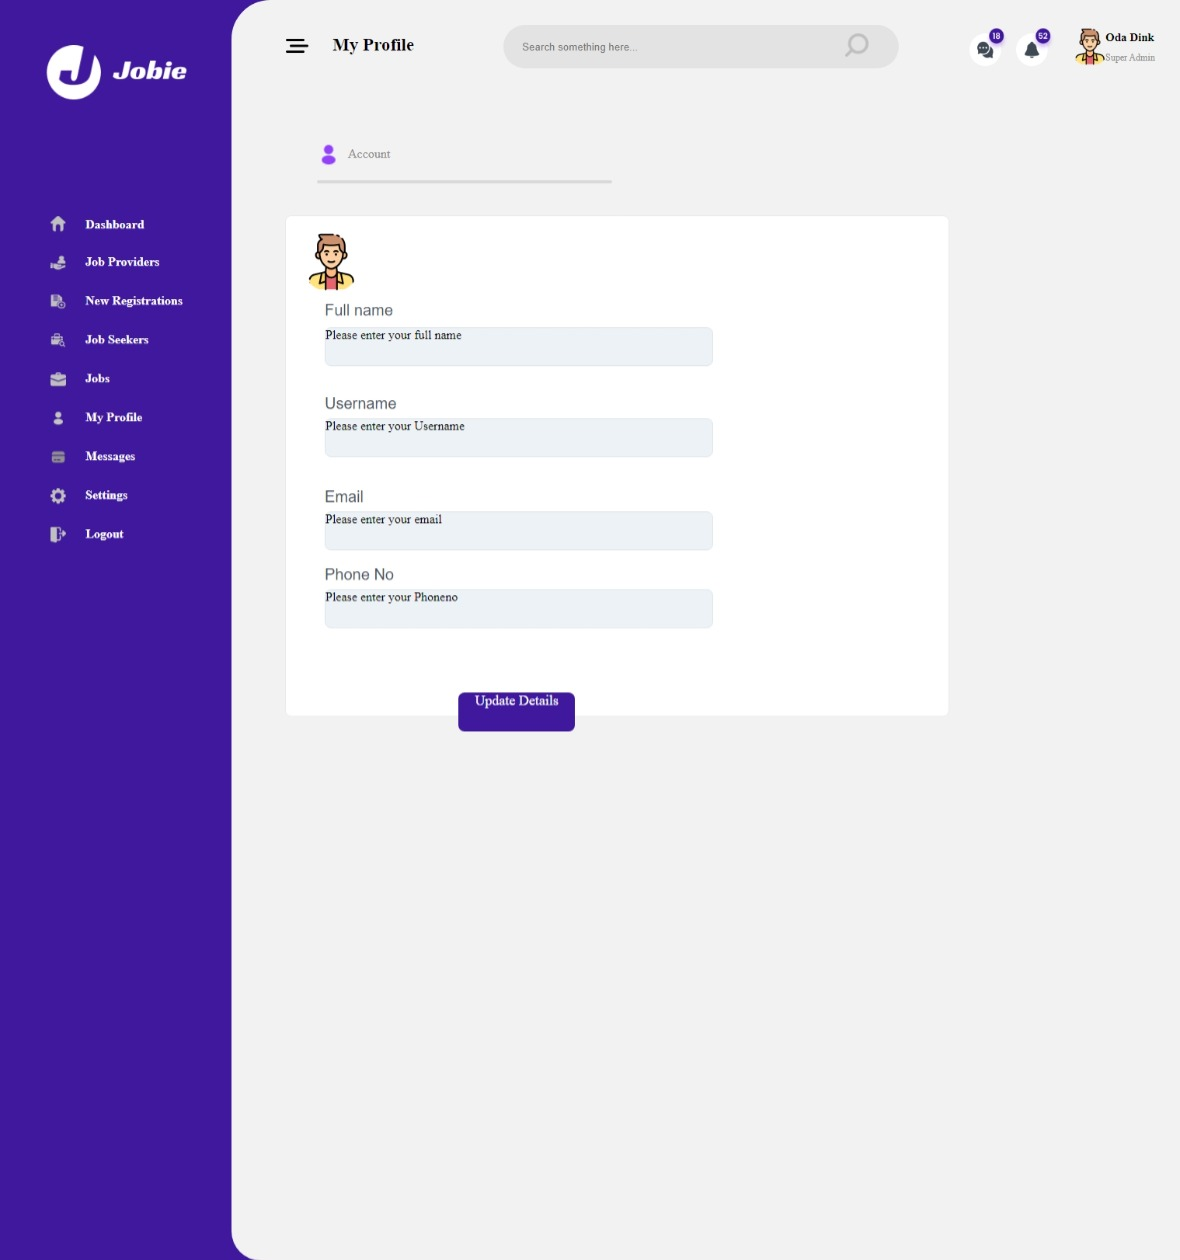 Jobie
My Profile
Search something here...
18
52
Oda Dink
Super Admin
Account
Dashboard
Job Providers
New Registrations
Job Seekers
Jobs
My Profile
Messages
Settings
Logout
Full name
Please enter your full name
Username
Please enter your Username
Email
Please enter your email
Phone No
Please enter your Phoneno
Update Details